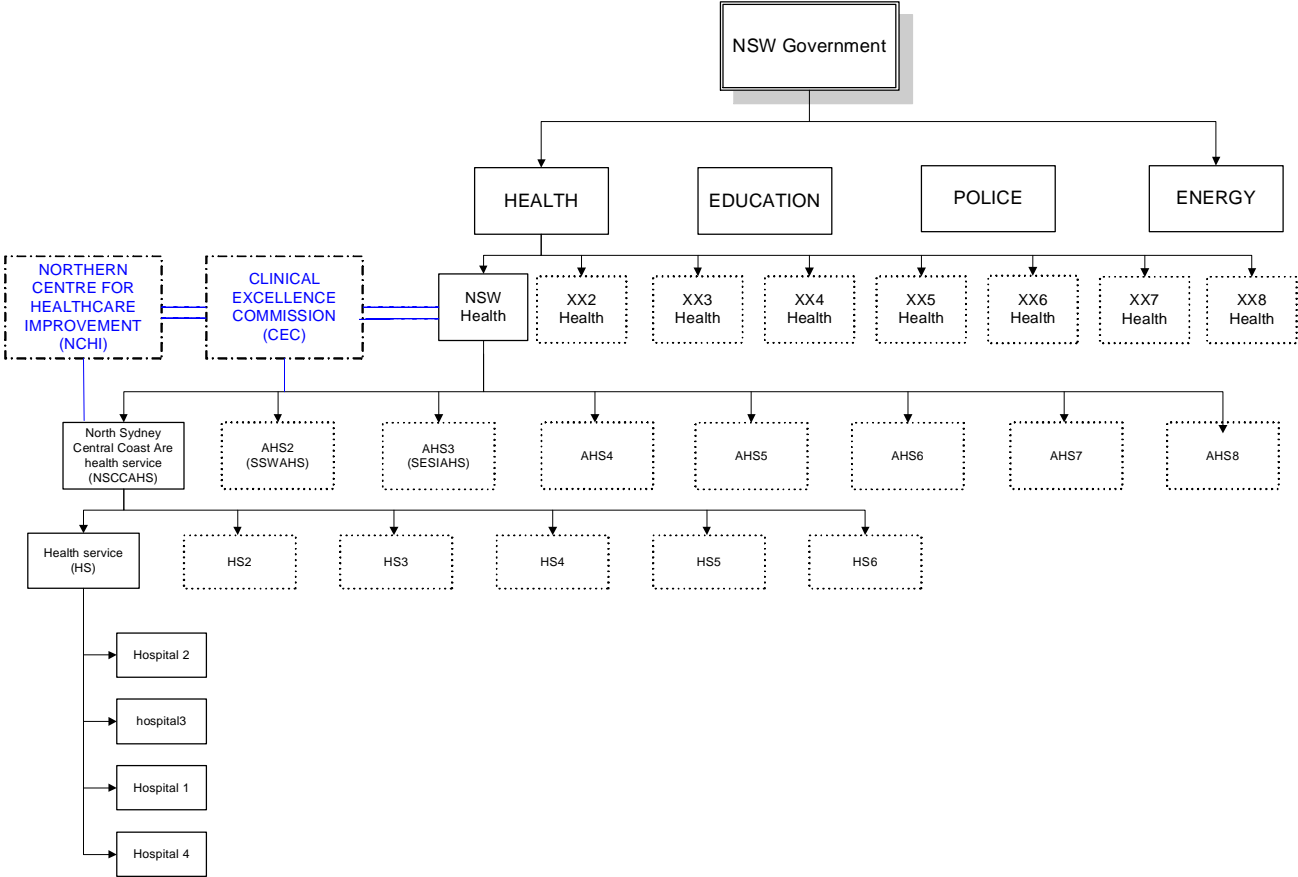 NSW Government
HEALTH
EDUCATION
POLICE
ENERGY
NORTHERN
CENTRE FOR
HEALTHCARE
IMPROVEMENT
(NCHI)
CLINICAL
EXCELLENCE
COMMISSION
(CEC)
NSW
Health
XX2
Health
XX3
Health
XX4
Health
XX5
Health
XX6
Health
XX7
Health
XX8
Health
North Sydney
Central Coast Are
health service
(NSCCAHS)
AHS2
(SSWAHS)
AHS3
(SESIAHS)
AHS4
AHS5
AHS6
AHS7
AHS8
Health service
(HS)
HS2
HS3
HS4
HS5
HS6
Hospital 2
hospital3
Hospital 1
Hospital 4